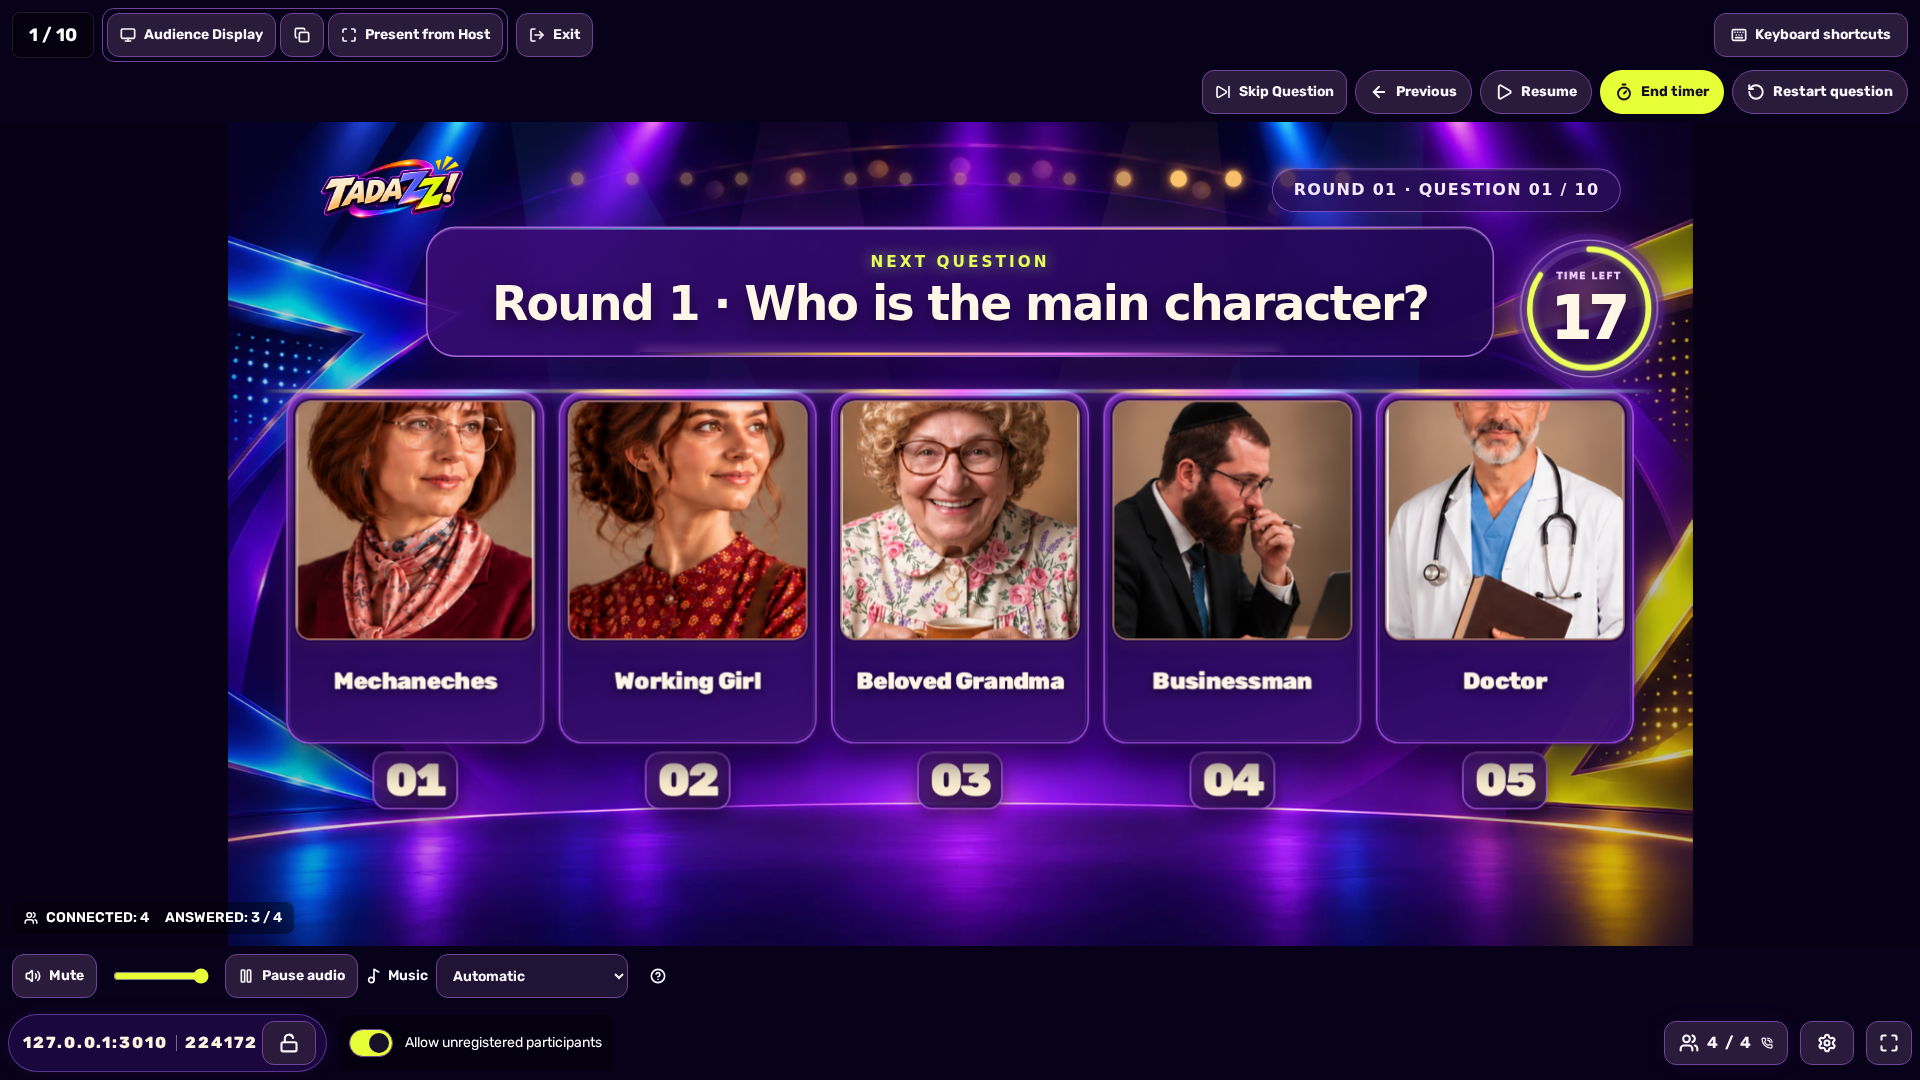 1 / 10
Audience Display
Present from Host
Exit
Keyboard shortcuts
Skip Question
Previous
Resume
End timer
Restart question
TADAZZ!
ROUND 01 · QUESTION 01 / 10
NEXT QUESTION
Round 1 · Who is the main character?
TIME LEFT
17
Mechaneches
Working Girl
Beloved Grandma
Businessman
Doctor
01
02
03
04
05
CONNECTED: 4 ANSWERED: 3 / 4
Mute
Pause audio
Music
Automatic
127.0.0.1:3010
224172
Allow unregistered participants
4 / 4